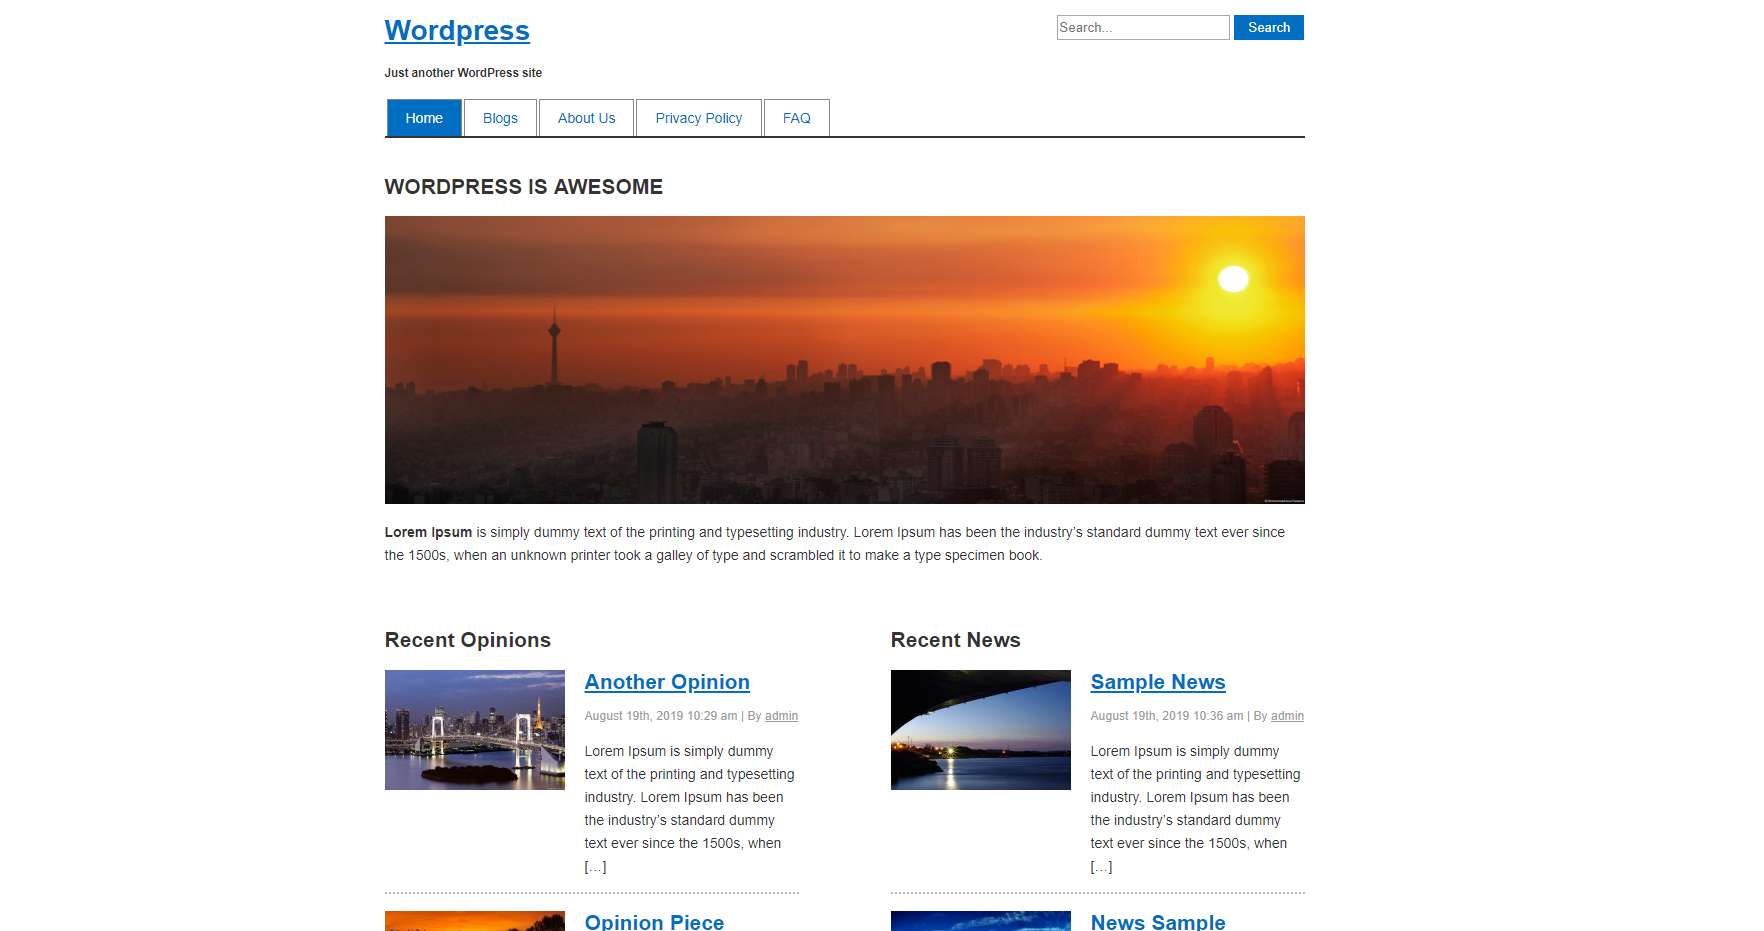 Wordpress
Search...
Search
Just another WordPress site
Home
Blogs
About Us
Privacy Policy
FAQ
WORDPRESS IS AWESOME
Lorem Ipsum is simply dummy text of the printing and typesetting industry. Lorem Ipsum has been the industry’s standard dummy text ever since
the 1500s, when an unknown printer took a galley of type and scrambled it to make a type specimen book.
Recent Opinions
Another Opinion
August 19th, 2019 10:29 am | By admin
Lorem Ipsum is simply dummy
text of the printing and typesetting
industry. Lorem Ipsum has been
the industry’s standard dummy
text ever since the 1500s, when
[…]
Opinion Piece
Recent News
Sample News
August 19th, 2019 10:36 am | By admin
Lorem Ipsum is simply dummy
text of the printing and typesetting
industry. Lorem Ipsum has been
the industry’s standard dummy
text ever since the 1500s, when
[…]
News Sample